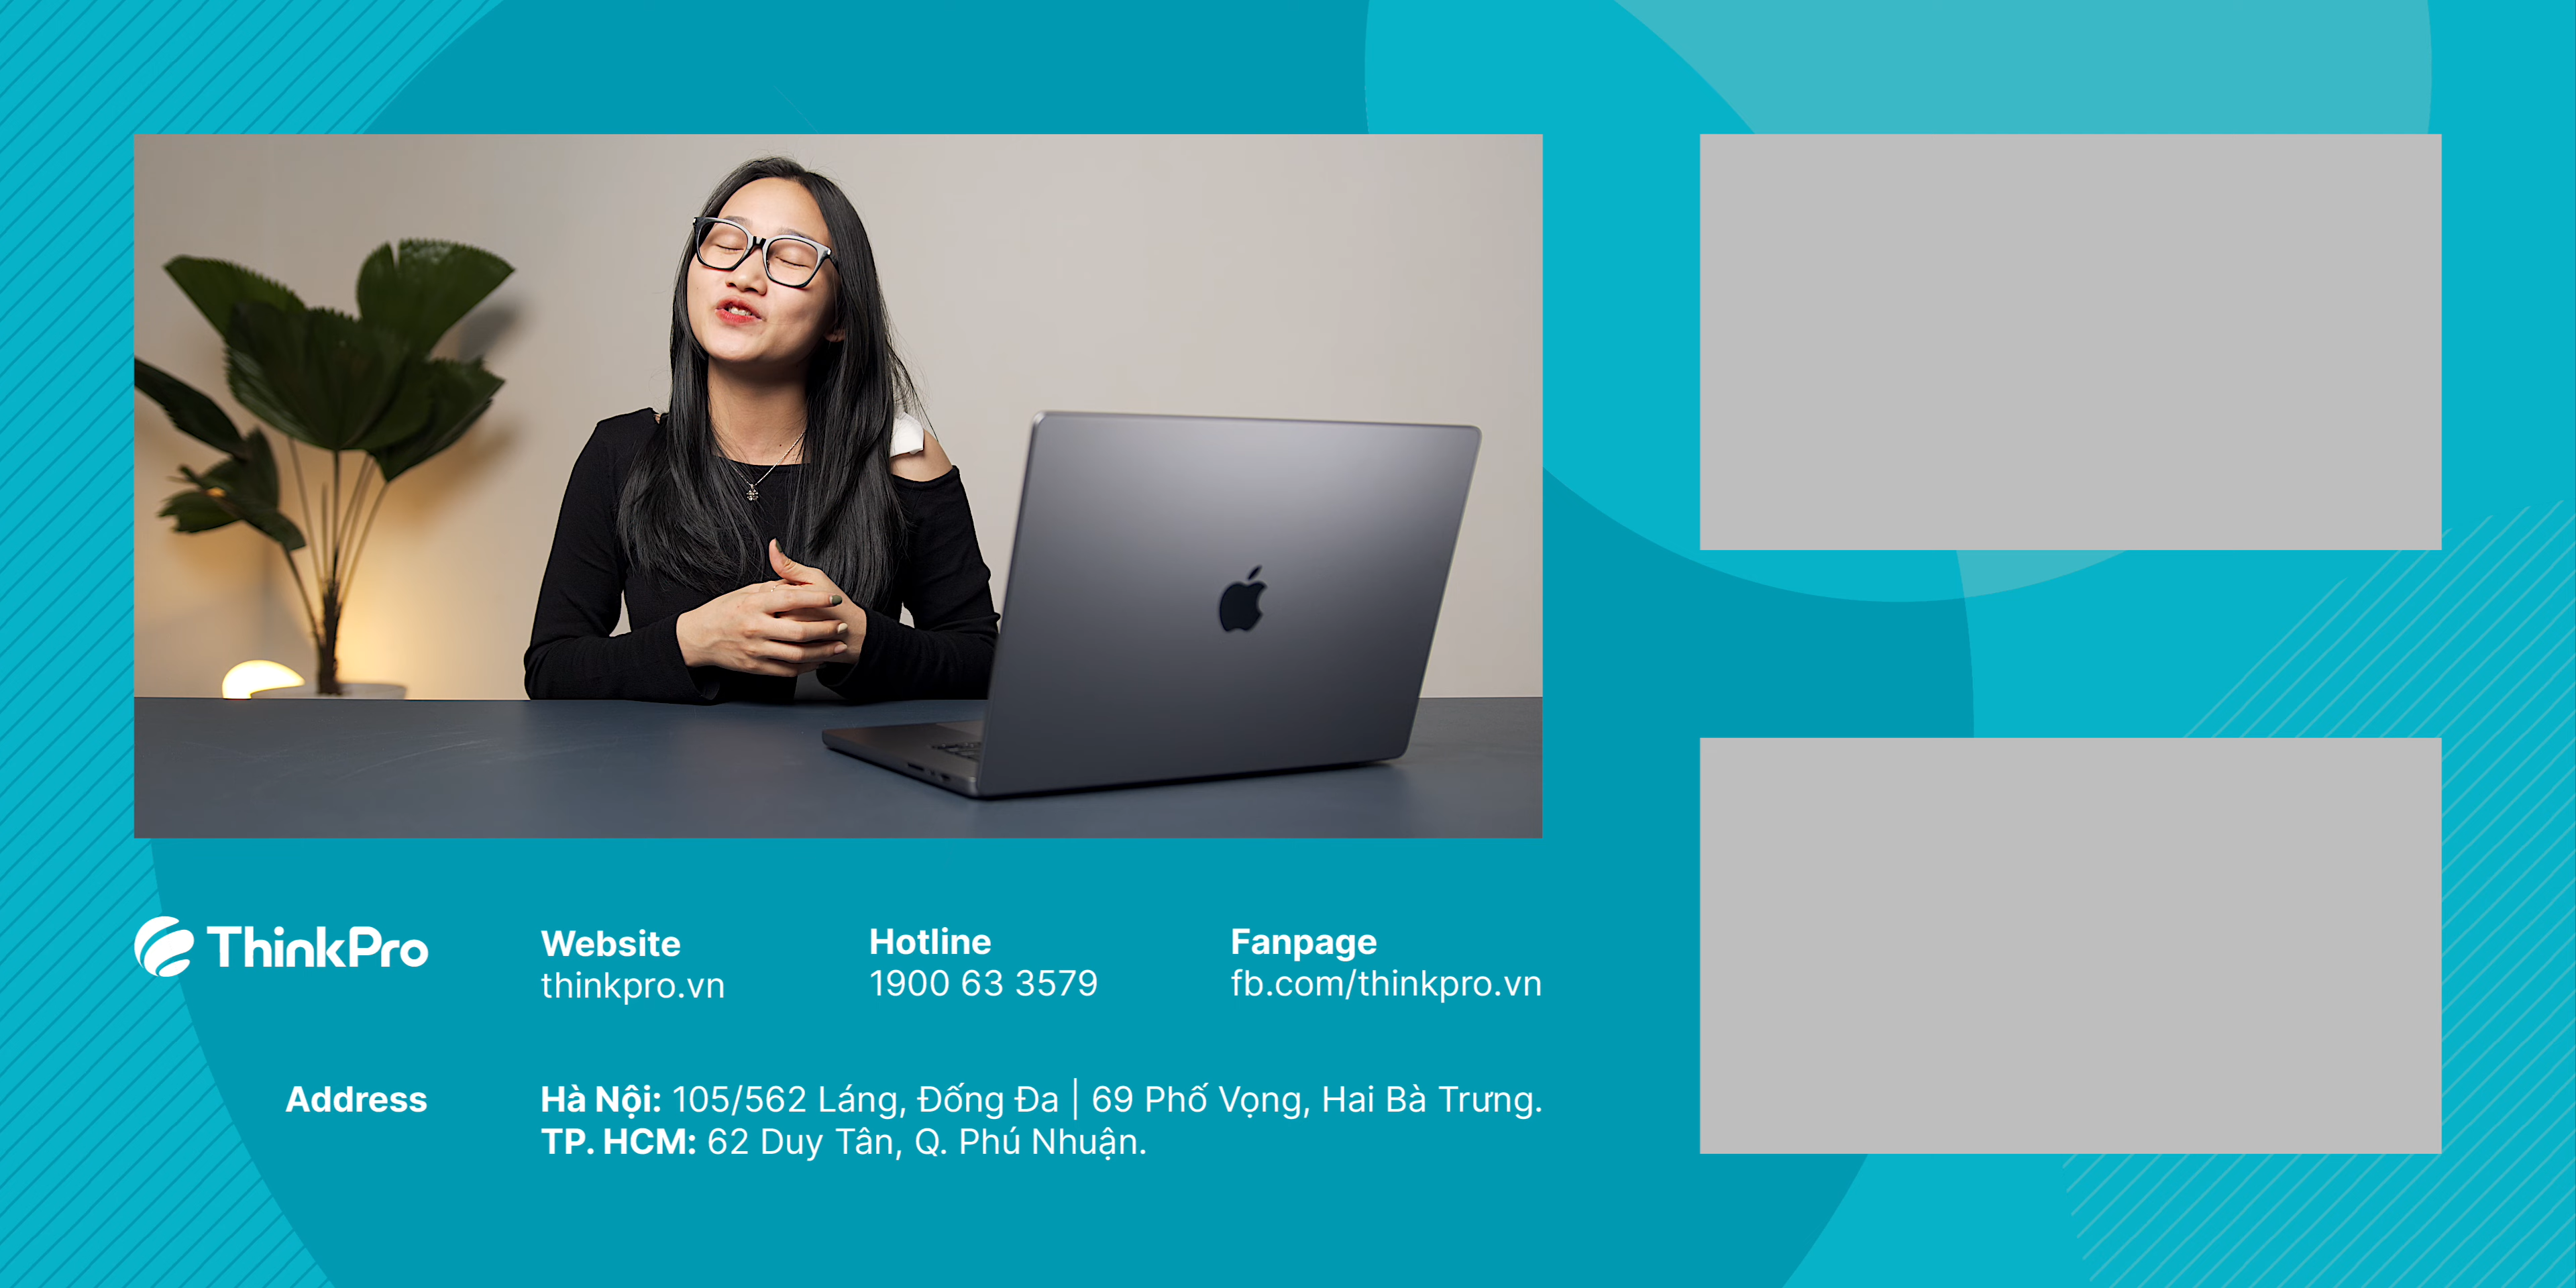 ThinkPro
Website
thinkpro.vn
Hotline
1900 63 3579
Fanpage
fb.com/thinkpro.vn
Address
Hà Nội: 105/562 Láng, Đống Đa | 69 Phố Vọng, Hai Bà Trưng.
TP. HCM: 62 Duy Tân, Q. Phú Nhuận.